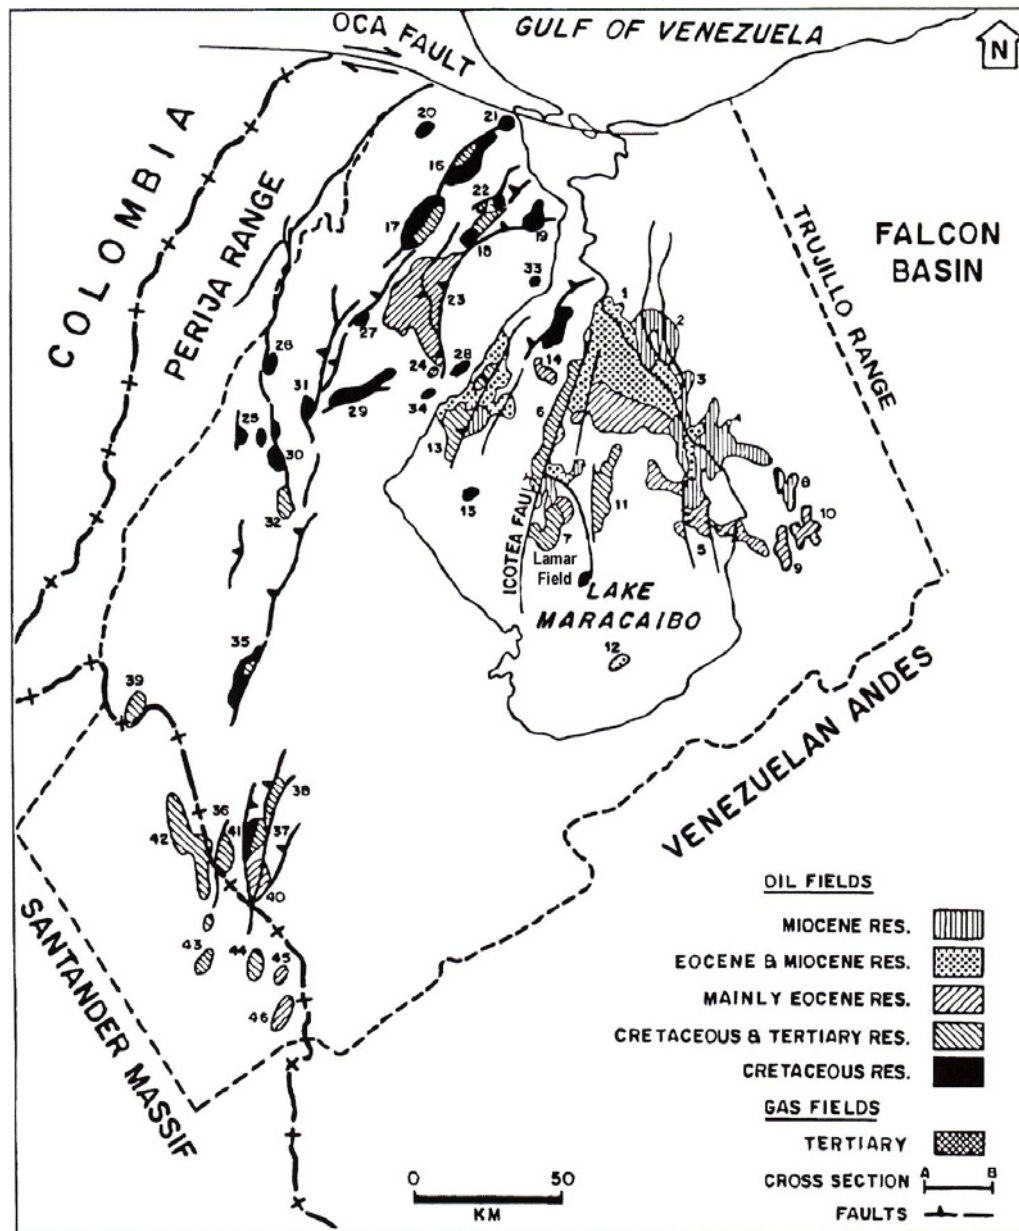 GULF OF VENEZUELA
N
OCA FAULT
COLOMBIA
PERIJA RANGE
TRUJILLO RANGE
FALCON
BASIN
20
21
16
22
17
18
19
33
23
1
2
27
26
24
28
14
3
31
29
34
6
4
25
13
30
8
32
15
11
10
7
5
9
ICOTEA FAULT
Lamar
Field
LAKE
MARACAIBO
12
35
39
VENEZUELAN ANDES
38
36
42
41
37
40
43
44
45
46
SANTANDER MASSIF
OIL FIELDS
MIOCENE RES.
EOCENE & MIOCENE RES.
MAINLY EOCENE RES.
CRETACEOUS & TERTIARY RES.
CRETACEOUS RES.
GAS FIELDS
TERTIARY
A B
CROSS SECTION
FAULTS
0 50
KM